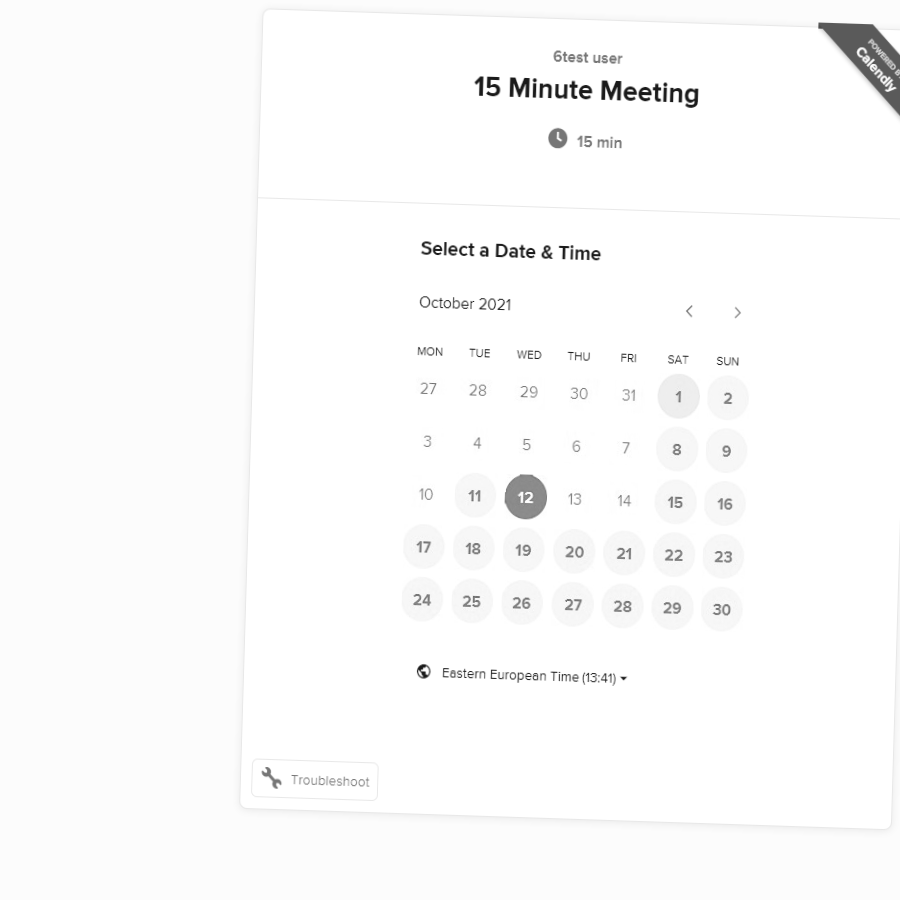 6test user
15 Minute Meeting
15 min
POWERED BY
Calendly
Select a Date & Time
October 2021
MON TUE WED THU FRI SAT SUN
27 28 29 30 31 1 2
3 4 5 6 7 8 9
10 11 12 13 14 15 16
17 18 19 20 21 22 23
24 25 26 27 28 29 30
Eastern European Time (13:41)
Troubleshoot